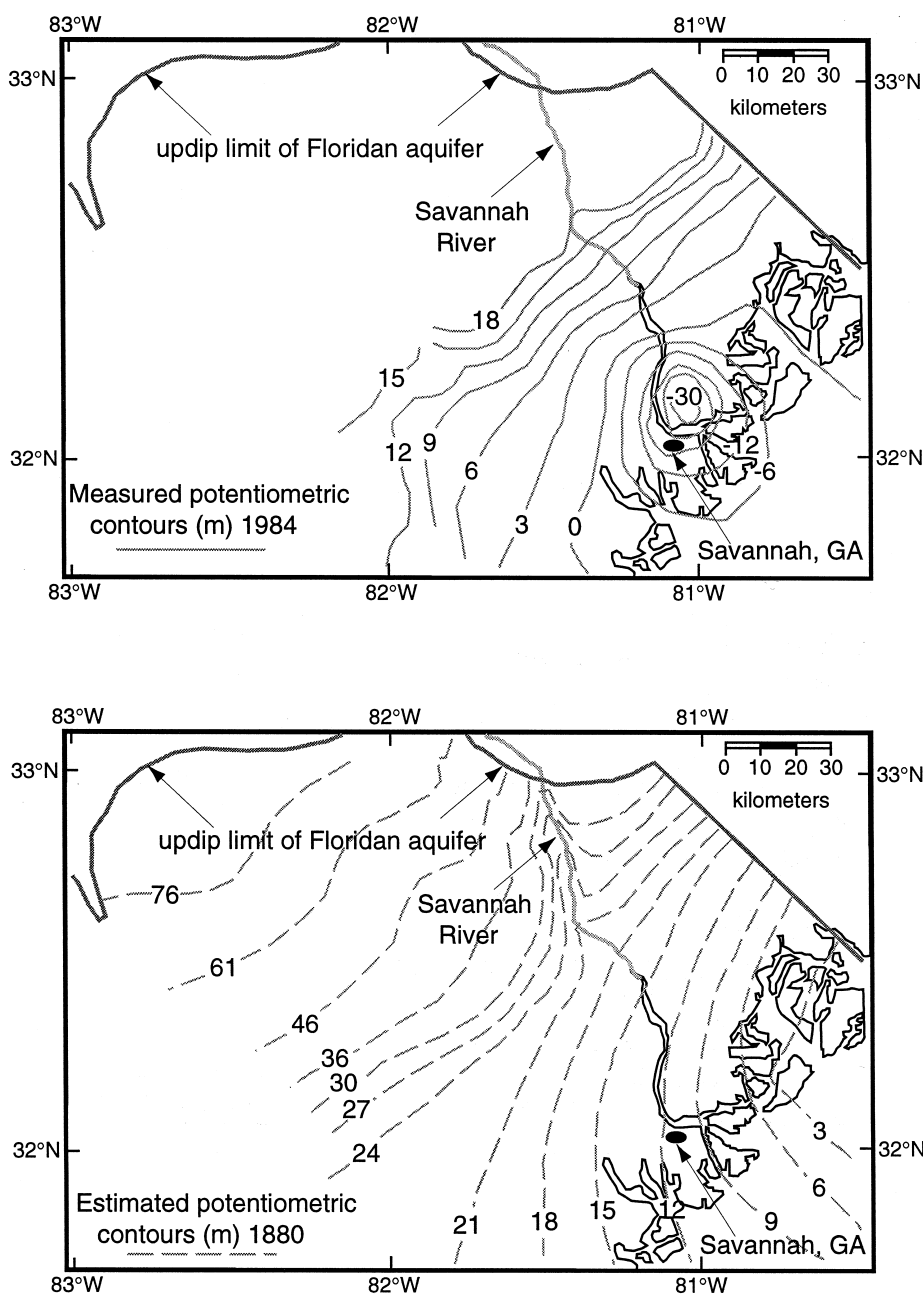 83°W 82°W 81°W
33°N 33°N
0 10 20 30
kilometers
updip limit of Floridan aquifer
Savannah
River
18
15
-30
12 9
-12
6
-6
32°N 32°N
Measured potentiometric
contours (m) 1984
3 0
Savannah, GA
83°W 82°W 81°W
83°W 82°W 81°W
33°N 33°N
0 10 20 30
kilometers
updip limit of Floridan aquifer
76
Savannah
River
61
46
36
30
27
24
3
32°N 32°N
6
Estimated potentiometric
contours (m) 1880
21 18 15 12 9
Savannah, GA
83°W 82°W 81°W